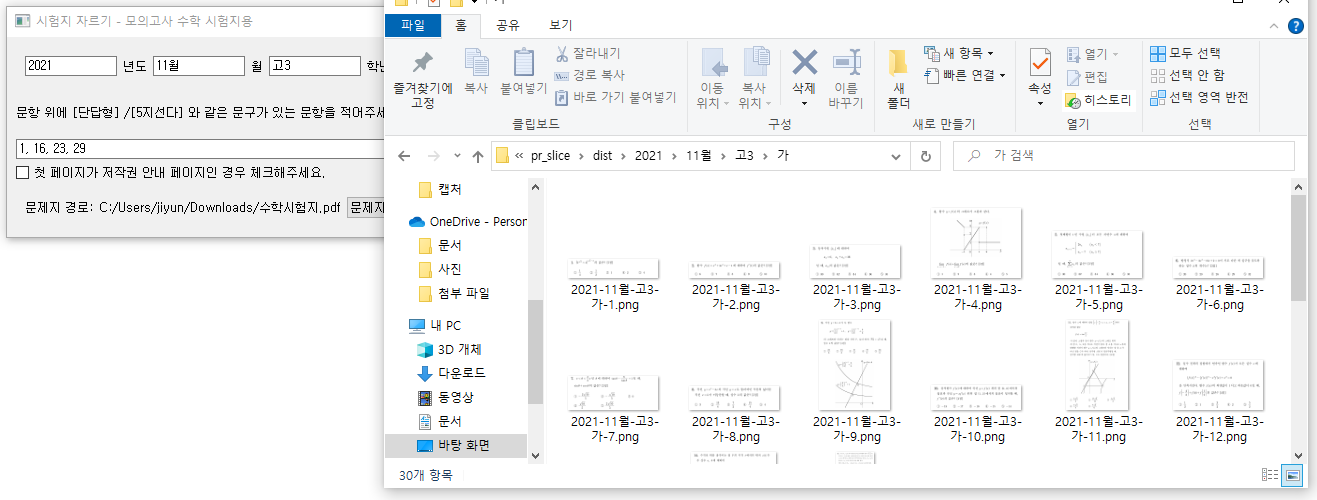 시험지 자르기 - 모의고사 수학 시험지용
2021 년도 11월 월 고3 학년
문항 위에 [단답형] /[5지선다] 와 같은 문구가 있는 문항을 적어주세
1, 16, 23, 29
첫 페이지가 저작권 안내 페이지인 경우 체크해주세요.
문제지 경로: C:/Users/jiyun/Downloads/수학시험지.pdf 문제지
파일 홈 공유 보기
즐겨찾기에 고정
복사
붙여넣기
잘라내기
경로 복사
바로 가기 붙여넣기
클립보드
이동 위치
복사 위치
삭제
이름 바꾸기
구성
새 폴더
새 항목
빠른 연결
새로 만들기
속성
열기
편집
히스토리
열기
모두 선택
선택 안 함
선택 영역 반전
선택
« pr_slice > dist > 2021 > 11월 > 고3 > 가
가 검색
캡처
OneDrive - Person
문서
사진
첨부 파일
내 PC
3D 개체
다운로드
동영상
문서
바탕 화면
2021-11월-고3-가-1.png
2021-11월-고3-가-2.png
2021-11월-고3-가-3.png
2021-11월-고3-가-4.png
2021-11월-고3-가-5.png
2021-11월-고3-가-6.png
2021-11월-고3-가-7.png
2021-11월-고3-가-8.png
2021-11월-고3-가-9.png
2021-11월-고3-가-10.png
2021-11월-고3-가-11.png
2021-11월-고3-가-12.png
30개 항목